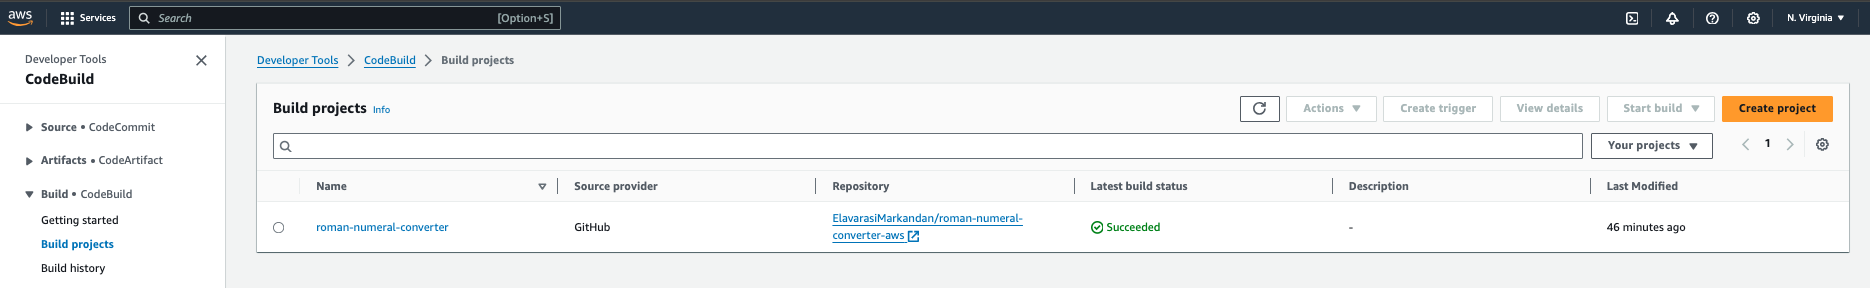 aws
Services
Search [Option+S]
N. Virginia
Developer Tools
CodeBuild
Source • CodeCommit
Artifacts • CodeArtifact
Build • CodeBuild
Getting started
Build projects
Build history
Developer Tools > CodeBuild > Build projects
Build projects Info
Actions
Create trigger
View details
Start build
Create project
Your projects
1
Name Source provider Repository Latest build status Description Last Modified
roman-numeral-converter GitHub ElavarasiMarkandan/roman-numeral-
converter-aws Succeeded - 46 minutes ago